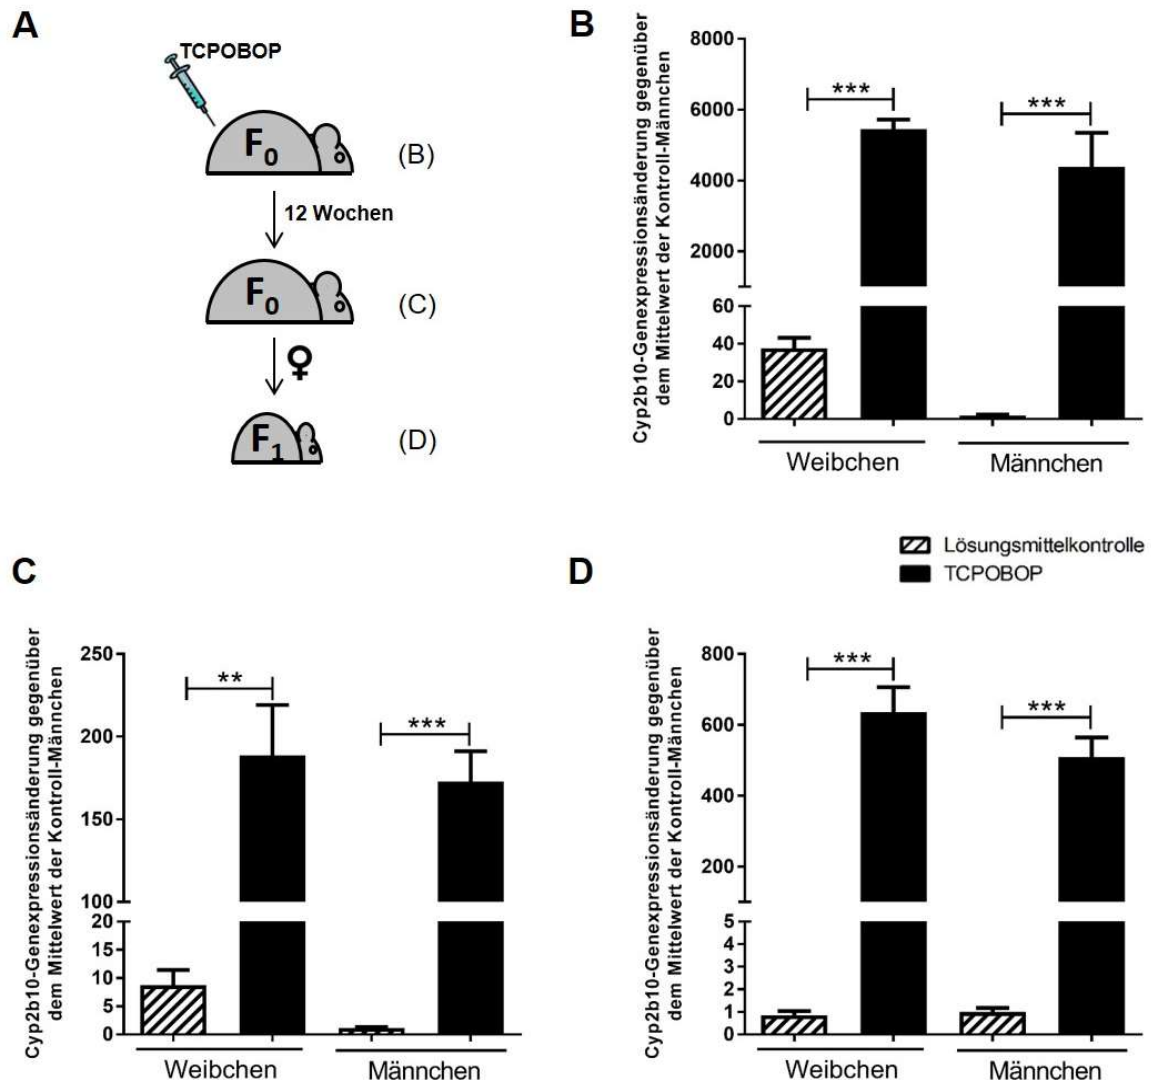 A
TCPOBOP
F0
(B)
12 Wochen
F0
(C)
♀
F1
(D)
B
Cyp2b10-Genexpressionsänderung gegenüber
dem Mittelwert der Kontroll-Männchen
8000
6000
4000
2000
60
40
20
0
***
***
Weibchen
Männchen
Lösungsmittelkontrolle
TCPOBOP
C
Cyp2b10-Genexpressionsänderung gegenüber
dem Mittelwert der Kontroll-Männchen
250
200
150
100
20
15
10
5
0
**
***
Weibchen
Männchen
D
Cyp2b10-Genexpressionsänderung gegenüber
dem Mittelwert der Kontroll-Männchen
800
600
400
200
5
4
3
2
1
0
***
***
Weibchen
Männchen